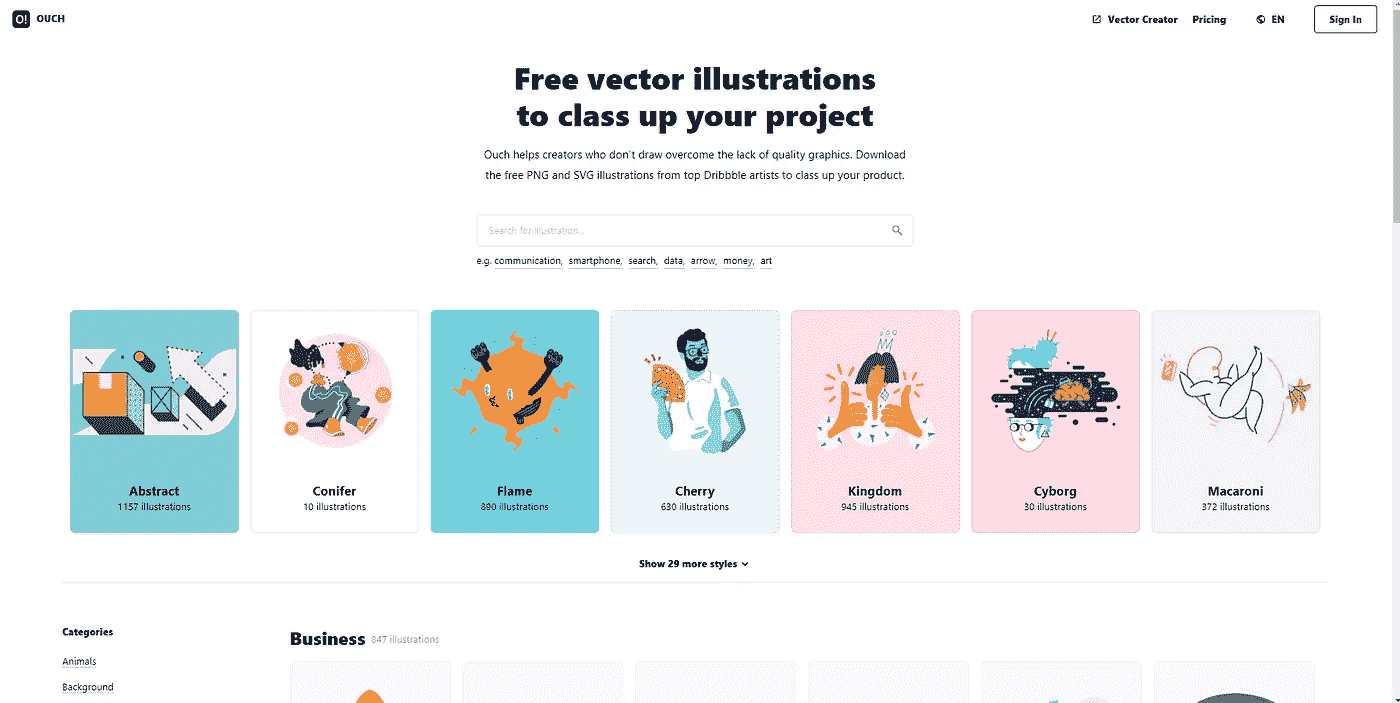 O! OUCH
Vector Creator Pricing EN Sign In
Free vector illustrations
to class up your project
Ouch helps creators who don't draw overcome the lack of quality graphics. Download
the free PNG and SVG illustrations from top Dribbble artists to class up your product.
Search for illustration...
e.g. communication, smartphone, search, data, arrow, money, art
Abstract
1157 illustrations
Conifer
10 illustrations
Flame
890 illustrations
Cherry
630 illustrations
Kingdom
945 illustrations
Cyborg
30 illustrations
Macaroni
372 illustrations
Show 29 more styles
Categories
Animals
Background
Business 847 illustrations